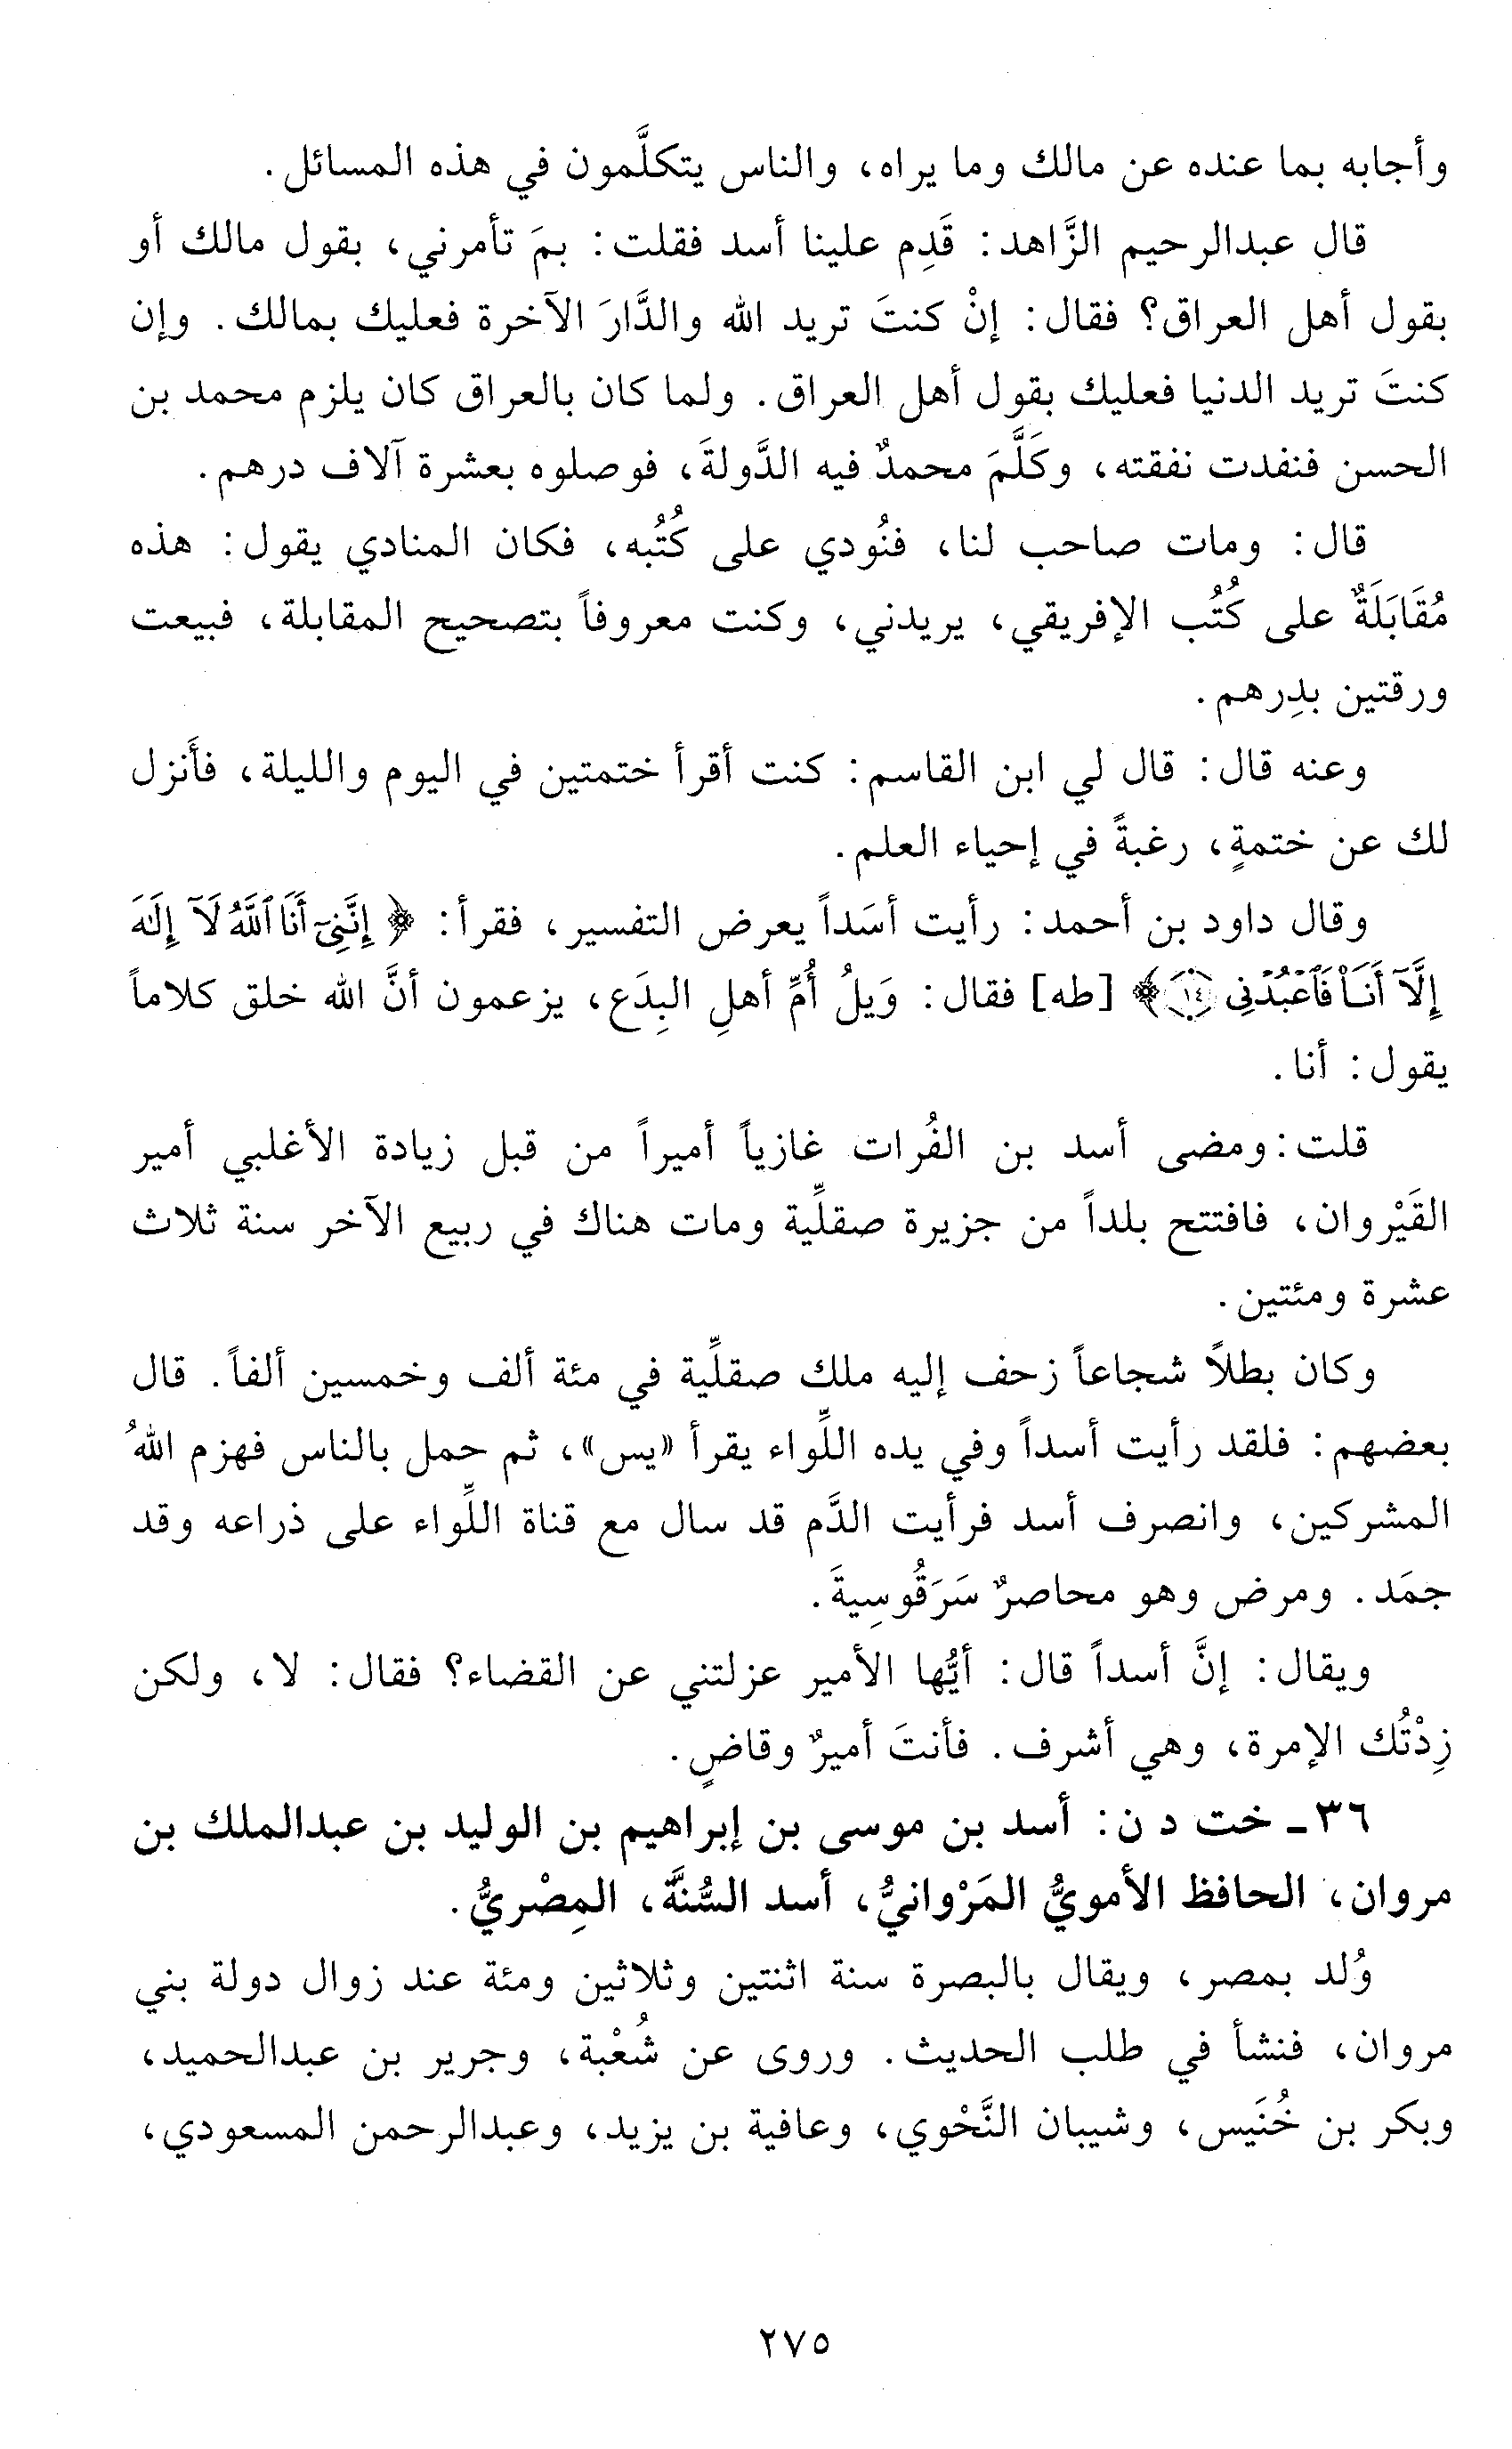 وأجابه بما عنده عن مالك وما يراه، والناس يتكلَّمون في هذه المسائل.
قال عبدالرحيم الزَّاهد: قَدِم علينا أسد فقلت: بمَ تأمرني، بقول مالك أو
بقول أهل العراق؟ فقال: إنْ كنتَ تريد الله والدَّارَ الآخرة فعليك بمالك. وإن
كنتَ تريد الدنيا فعليك بقول أهل العراق. ولما كان بالعراق كان يلزم محمد بن
الحسن فنفدت نفقته، وكَلَّمَ محمدٌ فيه الدَّولةَ، فوصلوه بعشرة آلاف درهم.
قال: ومات صاحب لنا، فنُودي على كُتُبه، فكان المنادي يقول: هذه
مُقَابَلَةٌ على كُتُب الإفريقي، يريدني، وكنت معروفاً بتصحيح المقابلة، فبيعت
ورقتين بدِرهم.
وعنه قال: قال لي ابن القاسم: كنت أقرأ ختمتين في اليوم والليلة، فأَنزل
لك عن ختمةٍ، رغبةً في إحياء العلم.
وقال داود بن أحمد: رأيت أسَداً يعرض التفسير، فقرأ: ﴿إِنَّنِيٓ أَنَا ٱللَّهُ لَآ إِلَٰهَ
إِلَّآ أَنَا۠ فَٱعْبُدْنِي ١٤﴾ [طه] فقال: وَيلُ أُمِّ أهلِ البِدَع، يزعمون أنَّ الله خلق كلاماً
يقول: أنا.
قلت: ومضى أسد بن الفُرات غازياً أميراً من قبل زيادة الأغلبي أمير
القَيْروان، فافتتح بلداً من جزيرة صقلِّية ومات هناك في ربيع الآخر سنة ثلاث
عشرة ومئتين.
وكان بطلاً شجاعاً زحف إليه ملك صقلِّية في مئة ألف وخمسين ألفاً. قال
بعضهم: فلقد رأيت أسداً وفي يده اللِّواء يقرأ «يس»، ثم حمل بالناس فهزم اللهُ
المشركين، وانصرف أسد فرأيت الدَّم قد سال مع قناة اللِّواء على ذراعه وقد
جمَد. ومرض وهو محاصرٌ سَرَقُوسِيةَ.
ويقال: إنَّ أسداً قال: أيُّها الأمير عزلتني عن القضاء؟ فقال: لا، ولكن
زِدْتُك الإمرة، وهي أشرف. فأنتَ أميرٌ وقاضٍ.
٣٦ ـ خت د ن: أسد بن موسى بن إبراهيم بن الوليد بن عبدالملك بن
مروان، الحافظ الأمويُّ المَرْوانيُّ، أسد السُّنَّة، المِصْريُّ.
وُلد بمصر، ويقال بالبصرة سنة اثنتين وثلاثين ومئة عند زوال دولة بني
مروان، فنشأ في طلب الحديث. وروى عن شُعْبة، وجرير بن عبدالحميد،
وبكر بن خُنَيس، وشيبان النَّحْوي، وعافية بن يزيد، وعبدالرحمن المسعودي،
٢٧٥